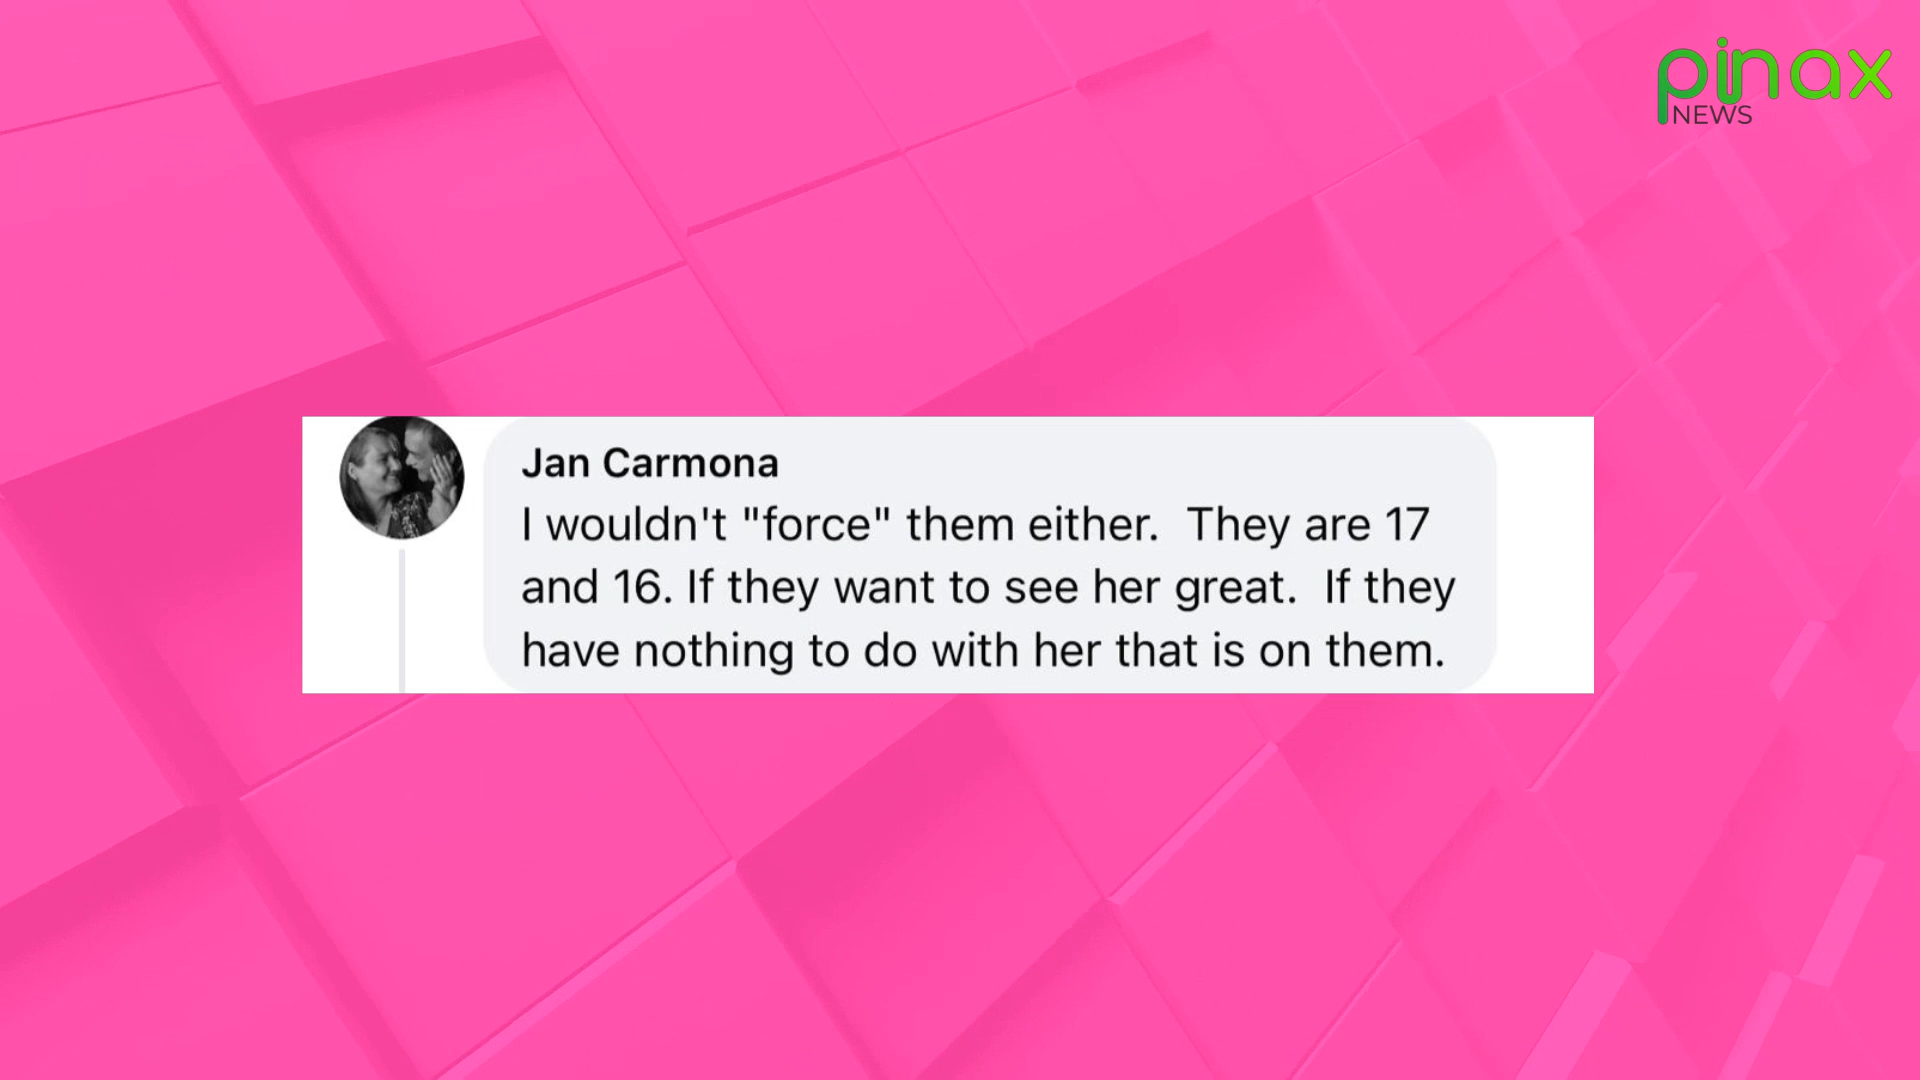 pinax
NEWS
Jan Carmona
I wouldn't "force" them either.  They are 17
and 16. If they want to see her great.  If they
have nothing to do with her that is on them.